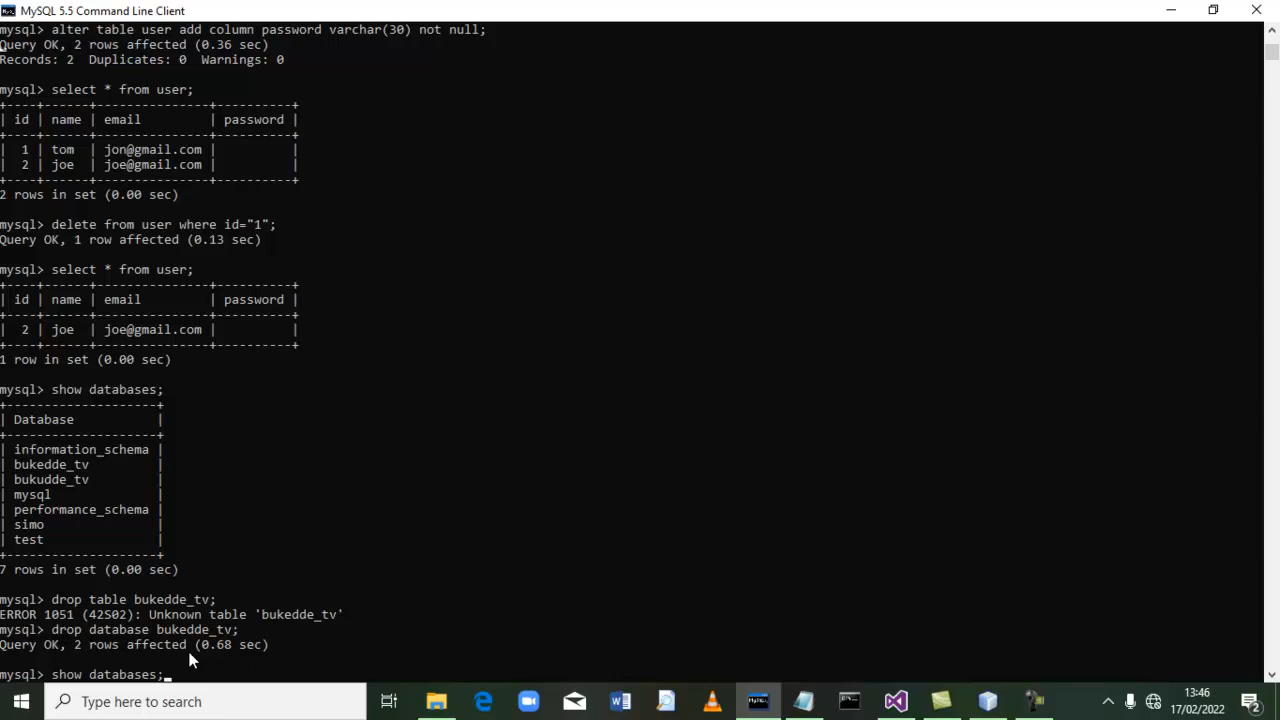 MySQL 5.5 Command Line Client
mysql> alter table user add column password varchar(30) not null;
Query OK, 2 rows affected (0.36 sec)
Records: 2  Duplicates: 0  Warnings: 0
mysql> select * from user;
+----+------+---------------+----------+
| id | name | email         | password |
+----+------+---------------+----------+
|  1 | tom  | jon@gmail.com |          |
|  2 | joe  | joe@gmail.com |          |
+----+------+---------------+----------+
2 rows in set (0.00 sec)
mysql> delete from user where id="1";
Query OK, 1 row affected (0.13 sec)
mysql> select * from user;
+----+------+---------------+----------+
| id | name | email         | password |
+----+------+---------------+----------+
|  2 | joe  | joe@gmail.com |          |
+----+------+---------------+----------+
1 row in set (0.00 sec)
mysql> show databases;
+--------------------+
| Database           |
+--------------------+
| information_schema |
| bukedde_tv         |
| bukudde_tv         |
| mysql              |
| performance_schema |
| simo               |
| test               |
+--------------------+
7 rows in set (0.00 sec)
mysql> drop table bukedde_tv;
ERROR 1051 (42S02): Unknown table 'bukedde_tv'
mysql> drop database bukedde_tv;
Query OK, 2 rows affected (0.68 sec)
mysql> show databases;_
Type here to search
13:46
17/02/2022
2